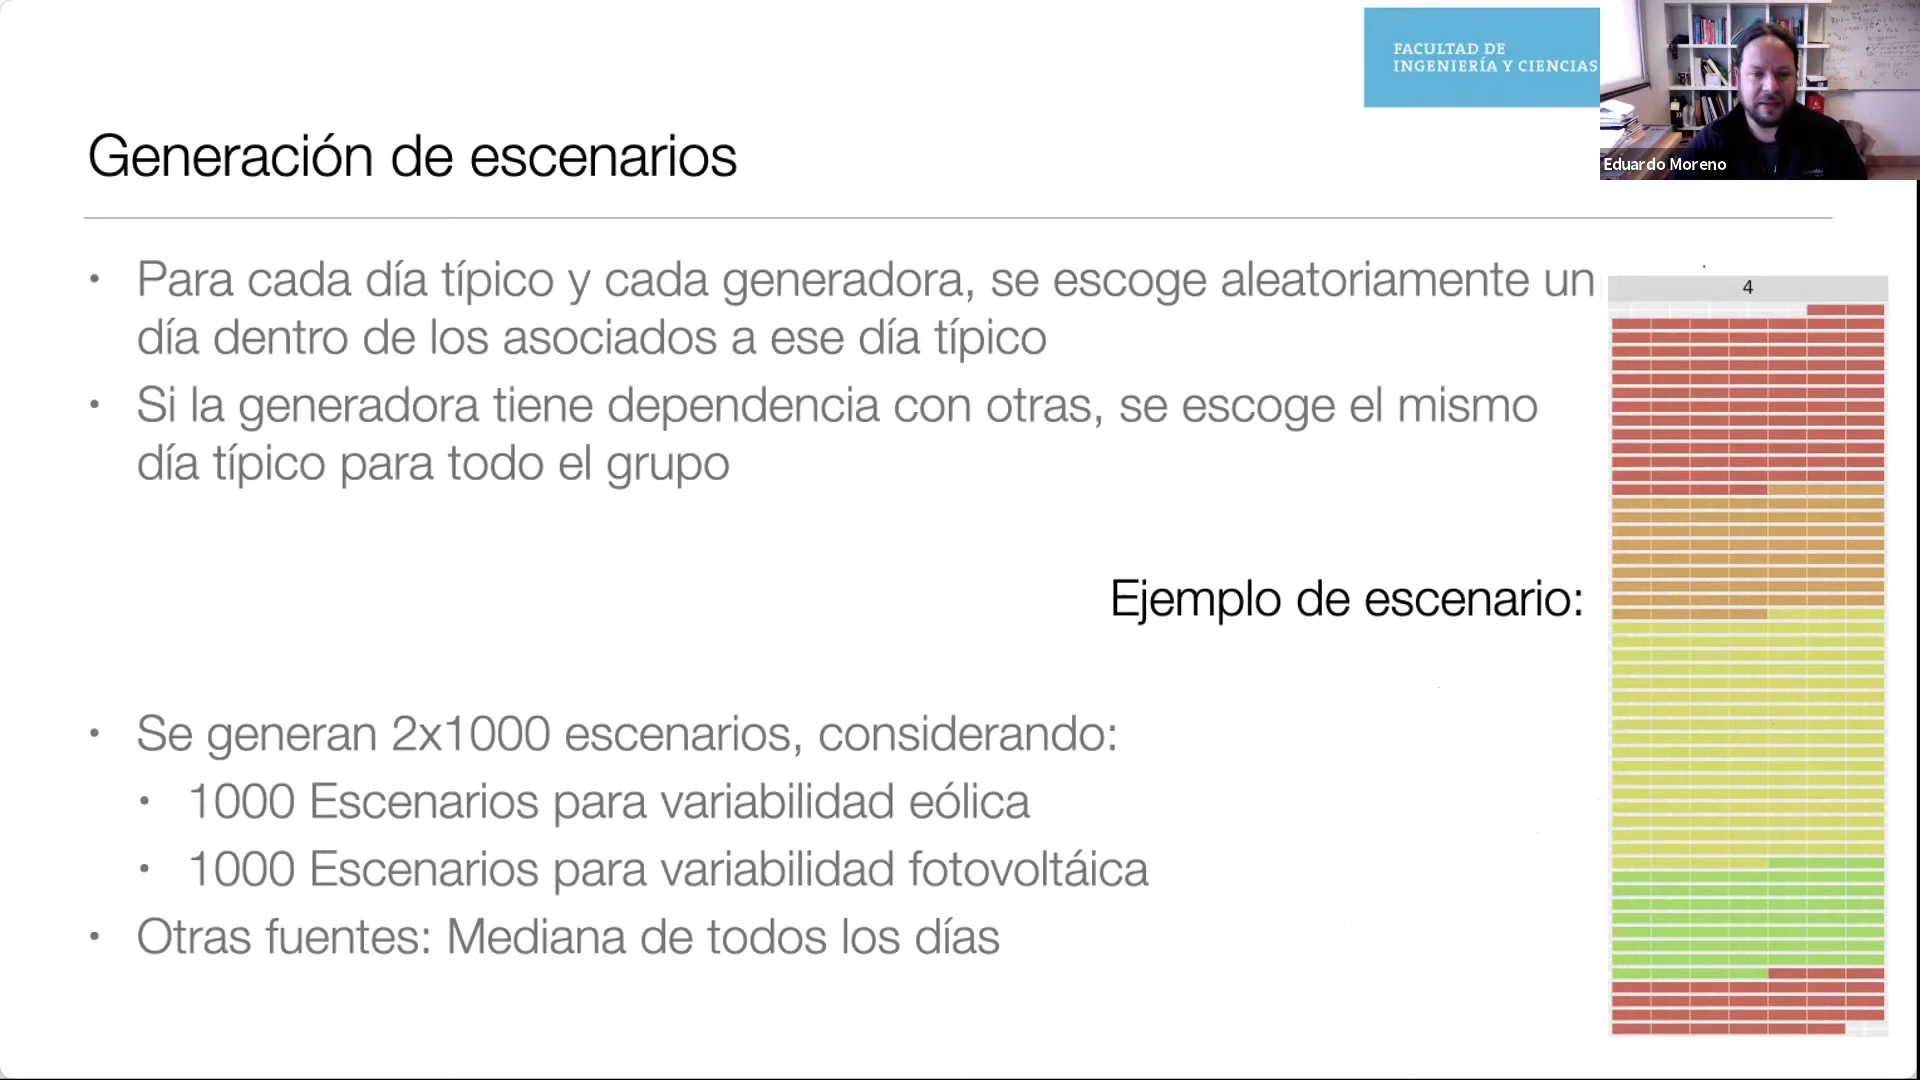 FACULTAD DE
INGENIERÍA Y CIENCIAS
Eduardo Moreno
Generación de escenarios
• Para cada día típico y cada generadora, se escoge aleatoriamente un
día dentro de los asociados a ese día típico
• Si la generadora tiene dependencia con otras, se escoge el mismo
día típico para todo el grupo
4
Ejemplo de escenario:
• Se generan 2x1000 escenarios, considerando:
• 1000 Escenarios para variabilidad eólica
• 1000 Escenarios para variabilidad fotovoltáica
• Otras fuentes: Mediana de todos los días